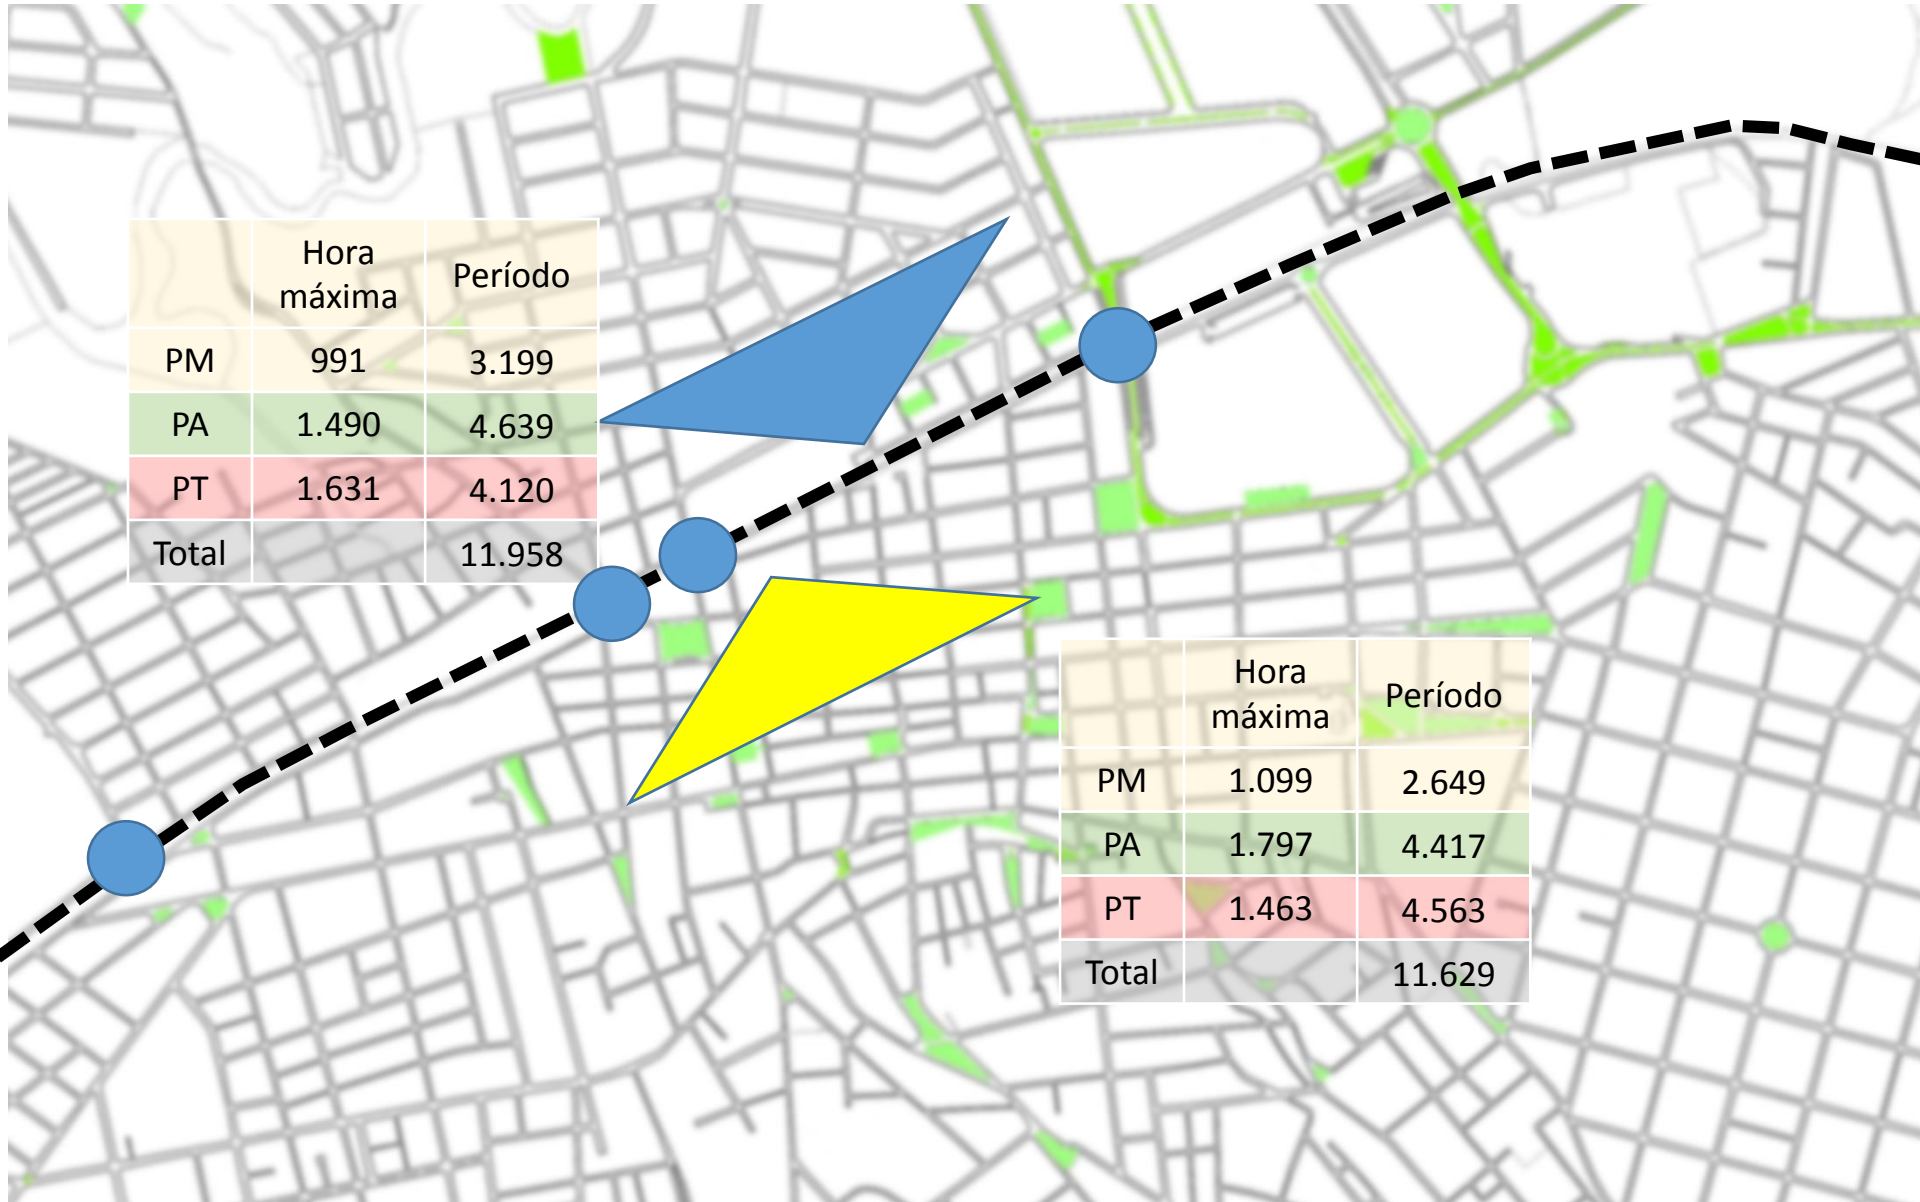 Hora máxima Período
PM 991 3.199
PA 1.490 4.639
PT 1.631 4.120
Total 11.958
Hora máxima Período
PM 1.099 2.649
PA 1.797 4.417
PT 1.463 4.563
Total 11.629